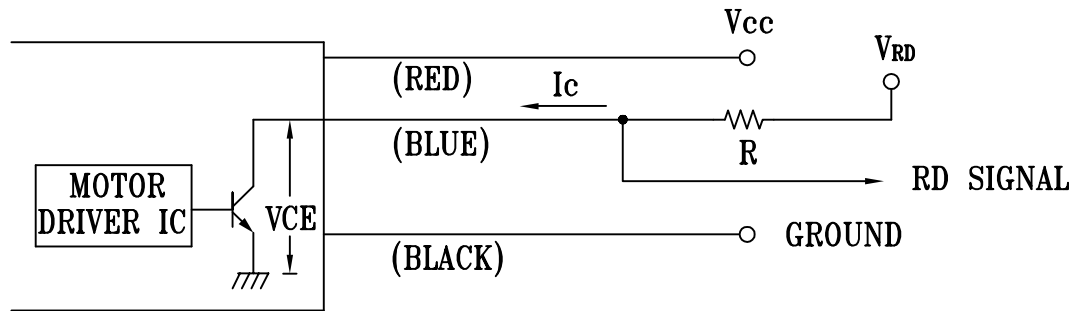 Vcc
VRD
(RED)
Ic
(BLUE)
R
MOTOR
DRIVER IC
RD SIGNAL
VCE
GROUND
(BLACK)